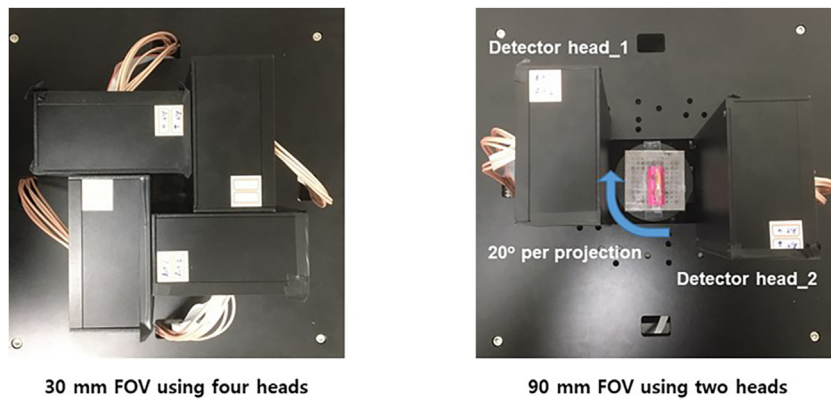 Detector head_1
20° per projection
Detector head_2
30 mm FOV using four heads
90 mm FOV using two heads